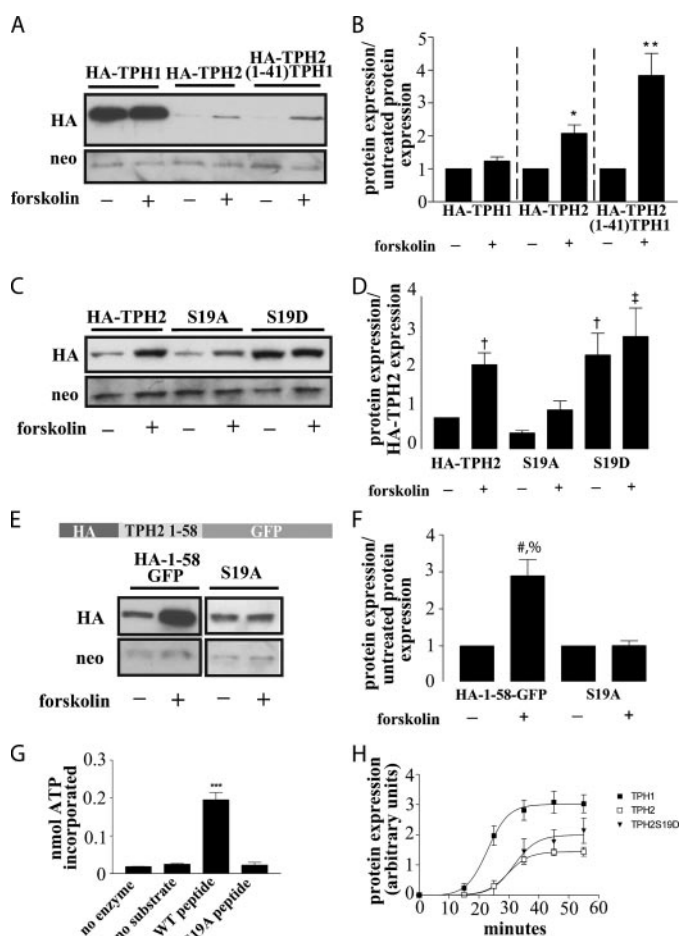 A
HA-TPH1 HA-TPH2 HA-TPH2
(1-41)TPH1
HA
neo
forskolin − + − + − +
B
protein expression/
untreated protein
expression
5
4
3
2
1
0
*
**
HA-TPH1 HA-TPH2 HA-TPH2
(1-41)TPH1
forskolin − + − + − +
C
HA-TPH2 S19A S19D
HA
neo
forskolin − + − + − +
D
protein expression/
HA-TPH2 expression
4
3
2
1
0
†
†
‡
HA-TPH2 S19A S19D
forskolin − + − + − +
E
HA TPH2 1-58 GFP
HA-1-58
GFP
S19A
HA
neo
forskolin − + − +
F
protein expression/
untreated protein
expression
4
3
2
1
0
#,%
HA-1-58-GFP S19A
forskolin − + − +
G
nmol ATP
incorporated
0.3
0.2
0.1
0
***
no enzyme
no substrate
WT peptide
S19A peptide
H
protein expression
(arbitrary units)
4
3
2
1
0
0 10 20 30 40 50 60
minutes
TPH1
TPH2
TPH2S19D